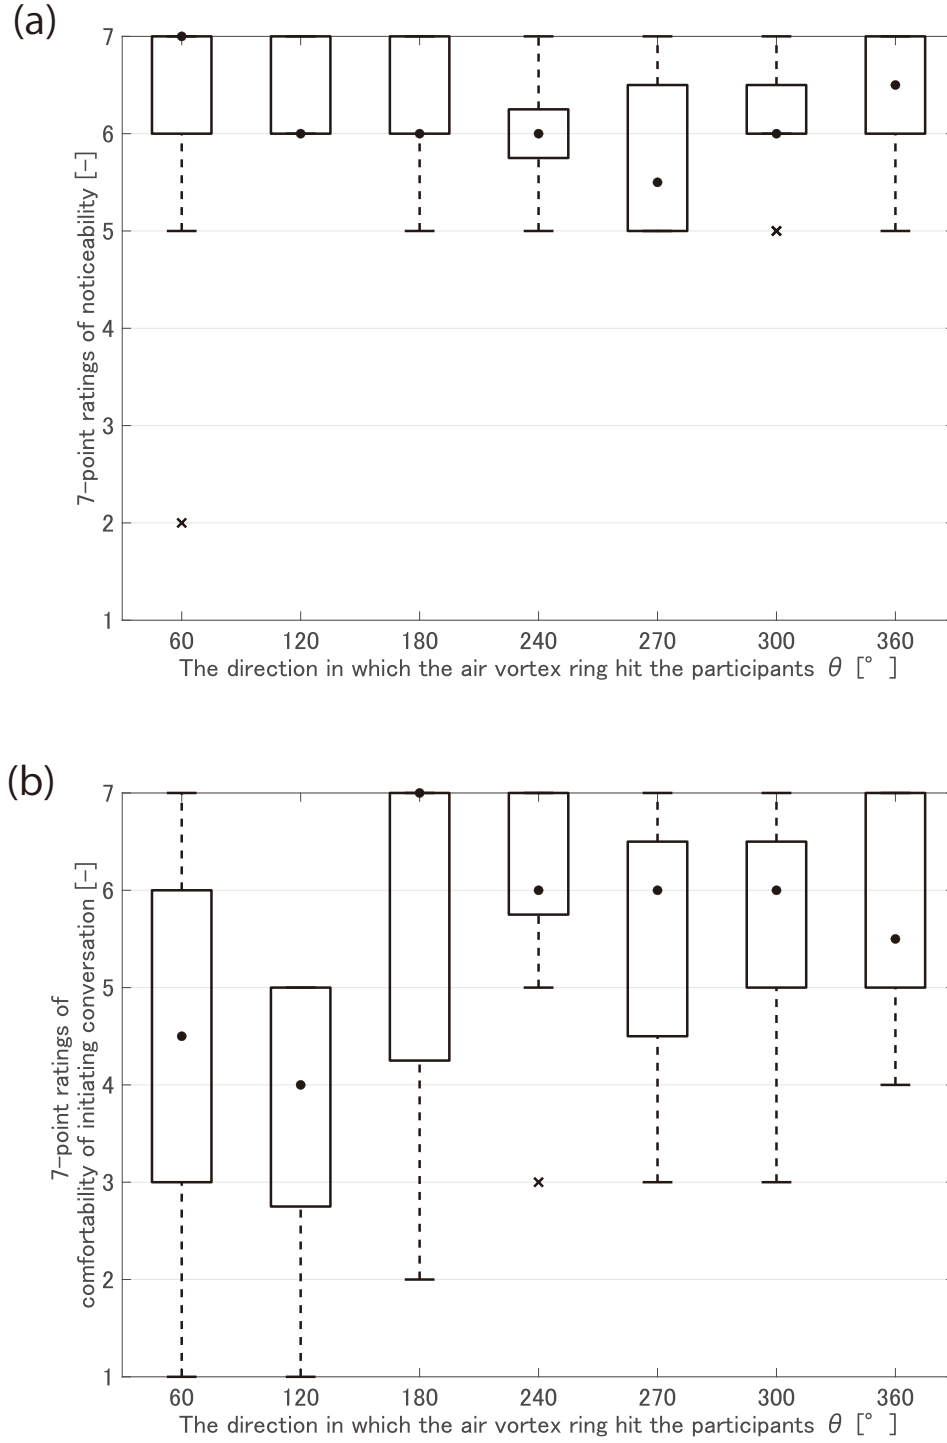 (a)
7-point ratings of noticeability [-]
7
6
5
4
3
2
1
60 120 180 240 270 300 360
The direction in which the air vortex ring hit the participants θ [° ]
(b)
7-point ratings of
comfortability of initiating conversation [-]
7
6
5
4
3
2
1
60 120 180 240 270 300 360
The direction in which the air vortex ring hit the participants θ [° ]